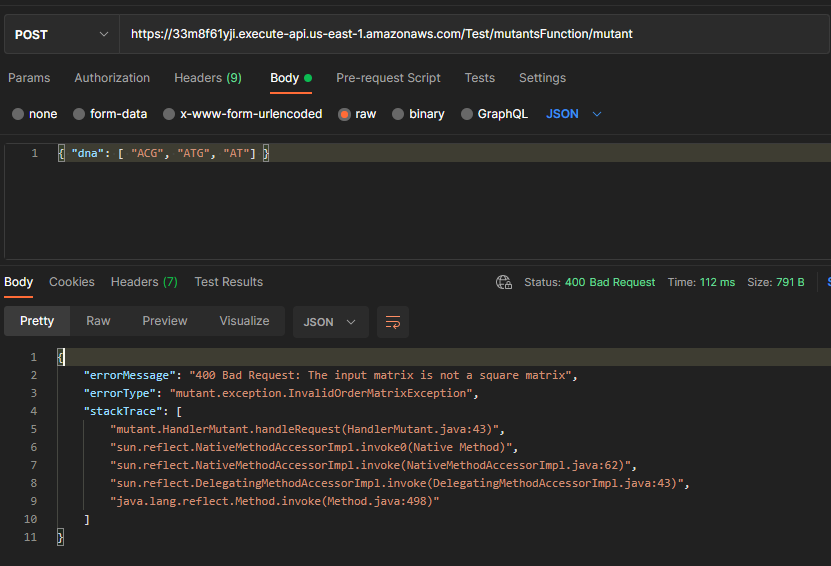 POST https://33m8f61yji.execute-api.us-east-1.amazonaws.com/Test/mutantsFunction/mutant
Params Authorization Headers (9) Body Pre-request Script Tests Settings
none form-data x-www-form-urlencoded raw binary GraphQL JSON
1 { "dna": [ "ACG", "ATG", "AT"] }
Body Cookies Headers (7) Test Results Status: 400 Bad Request Time: 112 ms Size: 791 B
Pretty Raw Preview Visualize JSON
1 {
2 "errorMessage": "400 Bad Request: The input matrix is not a square matrix",
3 "errorType": "mutant.exception.InvalidOrderMatrixException",
4 "stackTrace": [
5 "mutant.HandlerMutant.handleRequest(HandlerMutant.java:43)",
6 "sun.reflect.NativeMethodAccessorImpl.invoke0(Native Method)",
7 "sun.reflect.NativeMethodAccessorImpl.invoke(NativeMethodAccessorImpl.java:62)",
8 "sun.reflect.DelegatingMethodAccessorImpl.invoke(DelegatingMethodAccessorImpl.java:43)",
9 "java.lang.reflect.Method.invoke(Method.java:498)"
10 ]
11 }